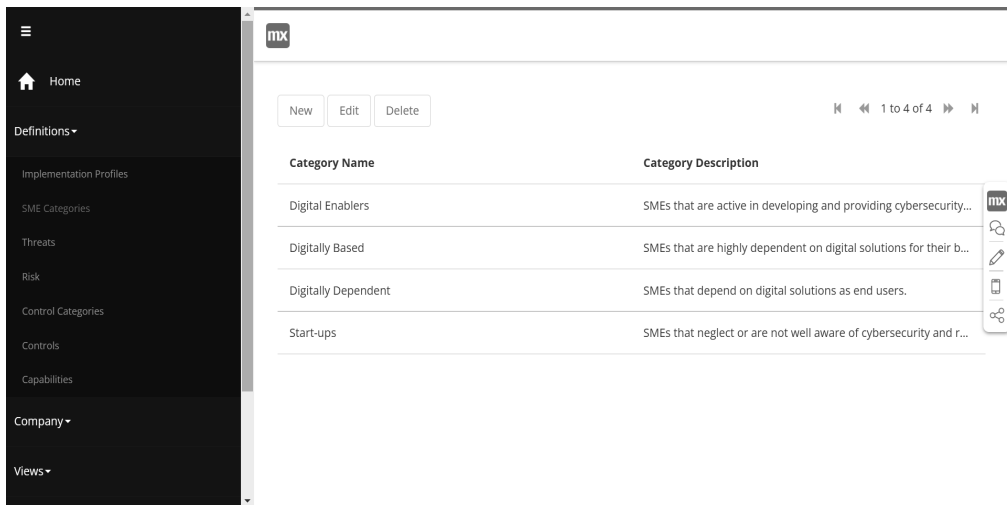 mx
Home
Definitions
Implementation Profiles
SME Categories
Threats
Risk
Control Categories
Controls
Capabilities
Company
Views
New Edit Delete
1 to 4 of 4
Category Name Category Description
Digital Enablers SMEs that are active in developing and providing cybersecurity...
Digitally Based SMEs that are highly dependent on digital solutions for their b...
Digitally Dependent SMEs that depend on digital solutions as end users.
Start-ups SMEs that neglect or are not well aware of cybersecurity and r...
mx